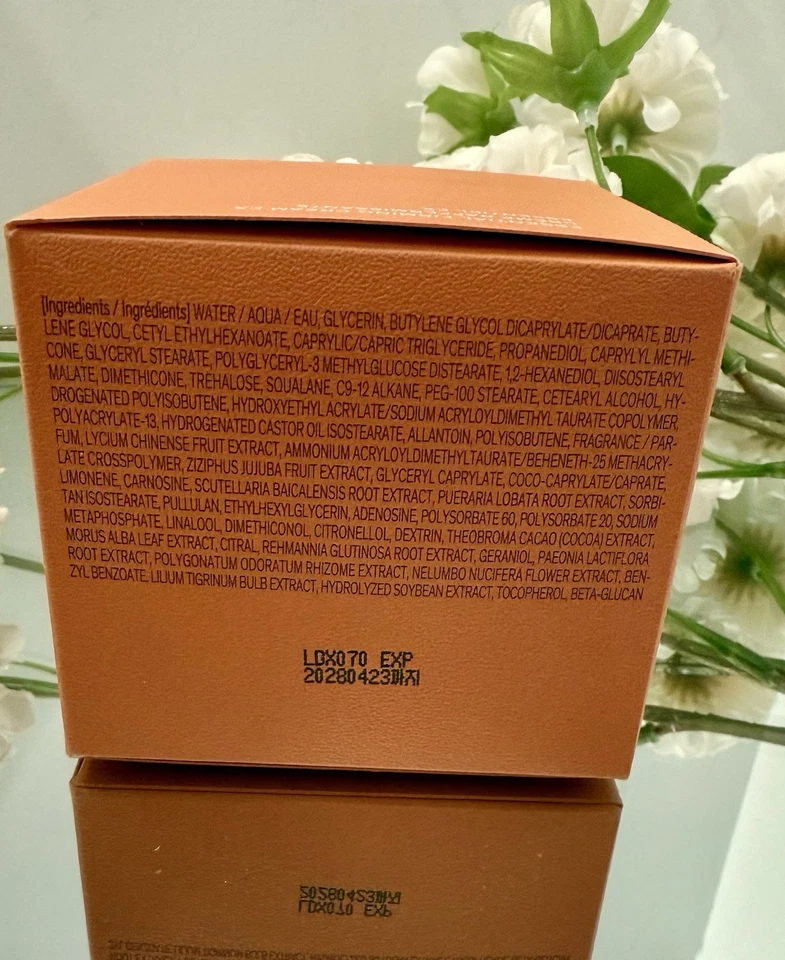 ESSENTIAL FIRMING CREAM EX
[Ingredients / Ingrédients] WATER / AQUA / EAU, GLYCERIN, BUTYLENE GLYCOL DICAPRYLATE/DICAPRATE, BUTY-
LENE GLYCOL, CETYL ETHYLHEXANOATE, CAPRYLIC/CAPRIC TRIGLYCERIDE, PROPANEDIOL, CAPRYLYL METHI-
CONE, GLYCERYL STEARATE, POLYGLYCERYL-3 METHYLGLUCOSE DISTEARATE, 1,2-HEXANEDIOL, DIISOSTEARYL
MALATE, DIMETHICONE, TREHALOSE, SQUALANE, C9-12 ALKANE, PEG-100 STEARATE, CETEARYL ALCOHOL, HY-
DROGENATED POLYISOBUTENE, HYDROXYETHYL ACRYLATE/SODIUM ACRYLOYLDIMETHYL TAURATE COPOLYMER,
POLYACRYLATE-13, HYDROGENATED CASTOR OIL ISOSTEARATE, ALLANTOIN, POLYISOBUTENE, FRAGRANCE / PAR-
FUM, LYCIUM CHINENSE FRUIT EXTRACT, AMMONIUM ACRYLOYLDIMETHYLTAURATE/BEHENETH-25 METHACRY-
LATE CROSSPOLYMER, ZIZIPHUS JUJUBA FRUIT EXTRACT, GLYCERYL CAPRYLATE, COCO-CAPRYLATE/CAPRATE,
LIMONENE, CARNOSINE, SCUTELLARIA BAICALENSIS ROOT EXTRACT, PUERARIA LOBATA ROOT EXTRACT, SORBI-
TAN ISOSTEARATE, PULLULAN, ETHYLHEXYLGLYCERIN, ADENOSINE, POLYSORBATE 60, POLYSORBATE 20, SODIUM
METAPHOSPHATE, LINALOOL, DIMETHICONOL, CITRONELLOL, DEXTRIN, THEOBROMA CACAO (COCOA) EXTRACT,
MORUS ALBA LEAF EXTRACT, CITRAL, REHMANNIA GLUTINOSA ROOT EXTRACT, GERANIOL, PAEONIA LACTIFLORA
ROOT EXTRACT, POLYGONATUM ODORATUM RHIZOME EXTRACT, NELUMBO NUCIFERA FLOWER EXTRACT, BEN-
ZYL BENZOATE, LILIUM TIGRINUM BULB EXTRACT, HYDROLYZED SOYBEAN EXTRACT, TOCOPHEROL, BETA-GLUCAN
LDX070 EXP
20280423까지